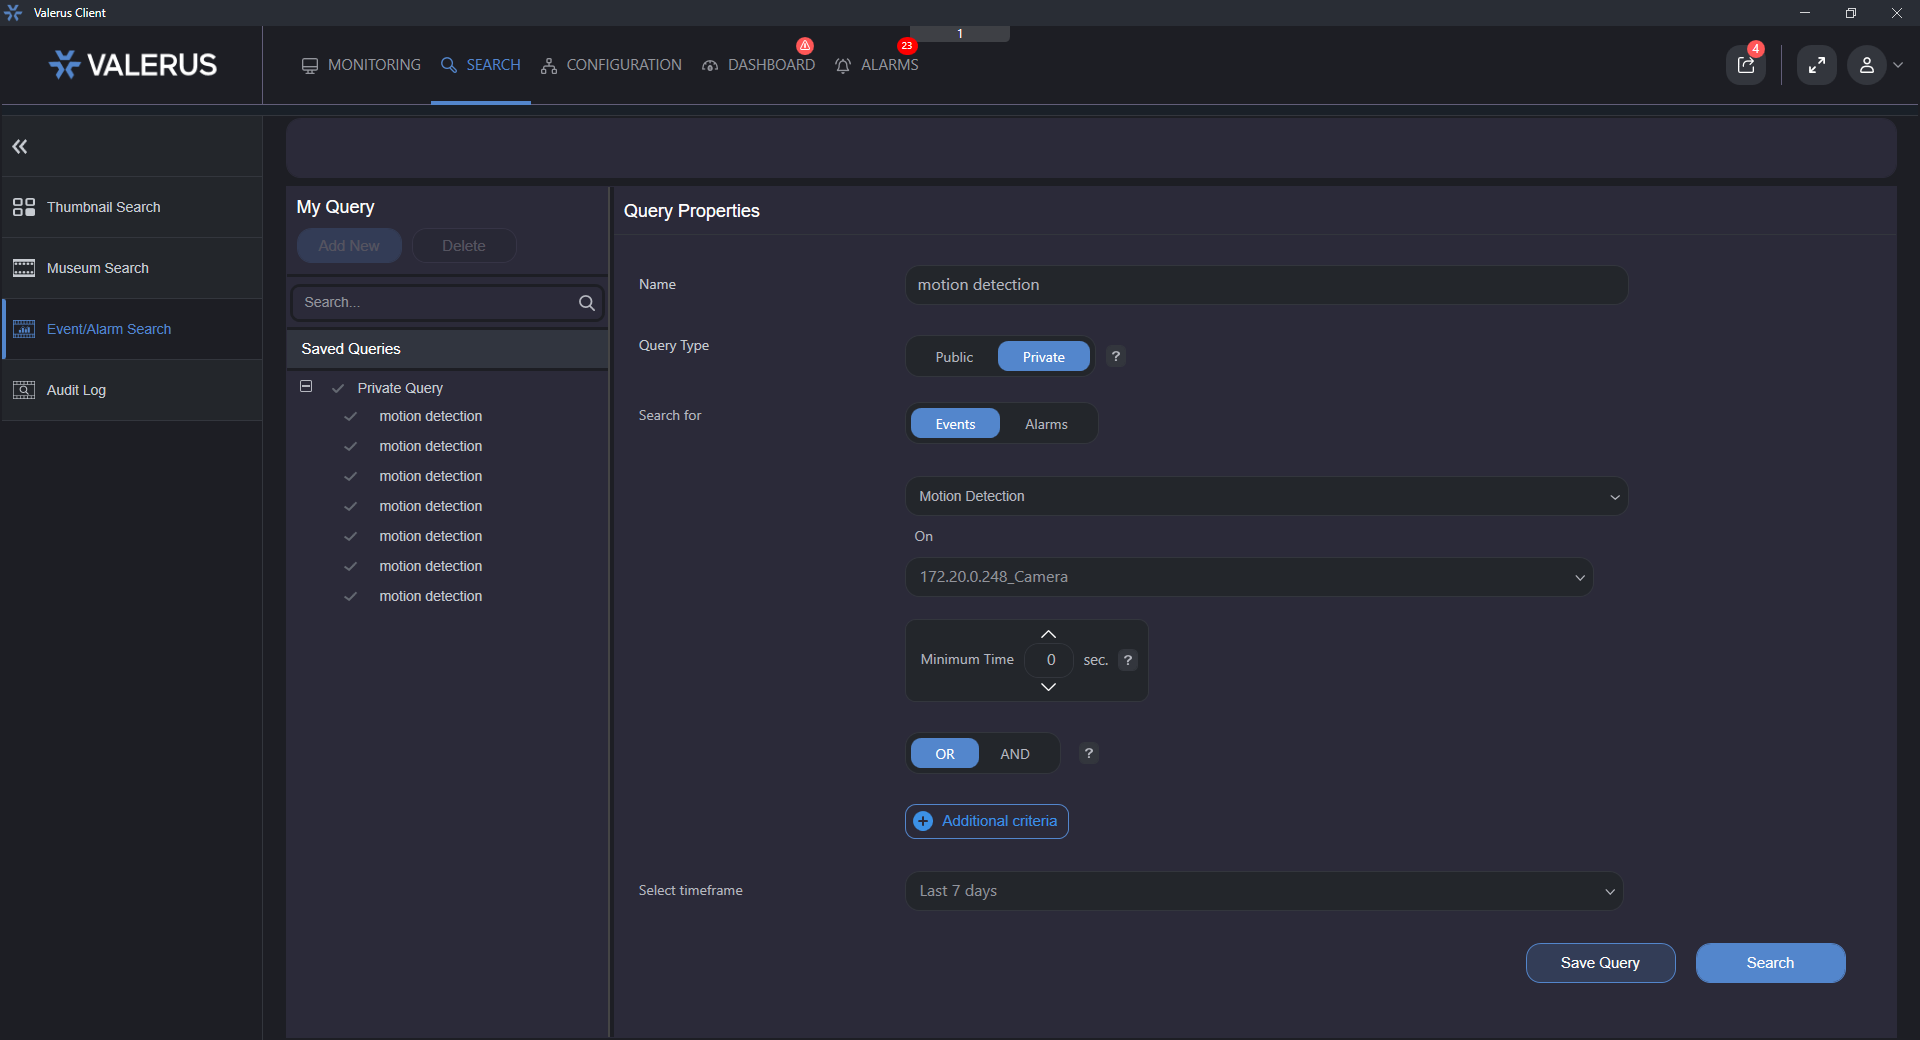 Valerus Client
VALERUS
MONITORING
SEARCH
CONFIGURATION
DASHBOARD
ALARMS
23
1
4
Thumbnail Search
Museum Search
Event/Alarm Search
Audit Log
My Query
Add New
Delete
Search...
Saved Queries
Private Query
motion detection
motion detection
motion detection
motion detection
motion detection
motion detection
motion detection
Query Properties
Name
motion detection
Query Type
Public
Private
?
Search for
Events
Alarms
Motion Detection
On
172.20.0.248_Camera
Minimum Time
0
sec.
?
OR
AND
?
Additional criteria
Select timeframe
Last 7 days
Save Query
Search